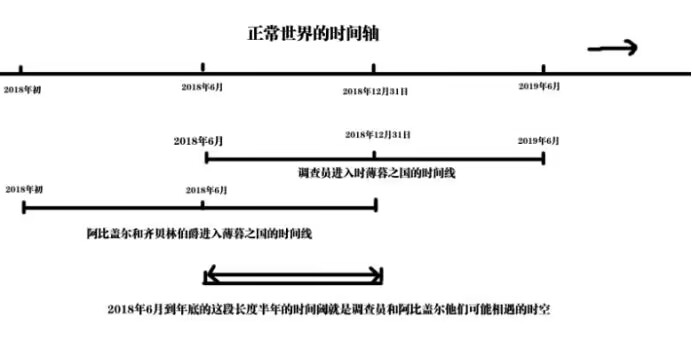 正常世界的时间轴
2018年初 2018年6月 2018年12月31日 2019年6月
2018年6月 2018年12月31日 2019年6月
调查员进入时薄暮之国的时间线
2018年初 2018年6月
阿比盖尔和齐贝林伯爵进入薄暮之国的时间线
2018年6月到年底的这段长度半年的时间阈就是调查员和阿比盖尔他们可能相遇的时空